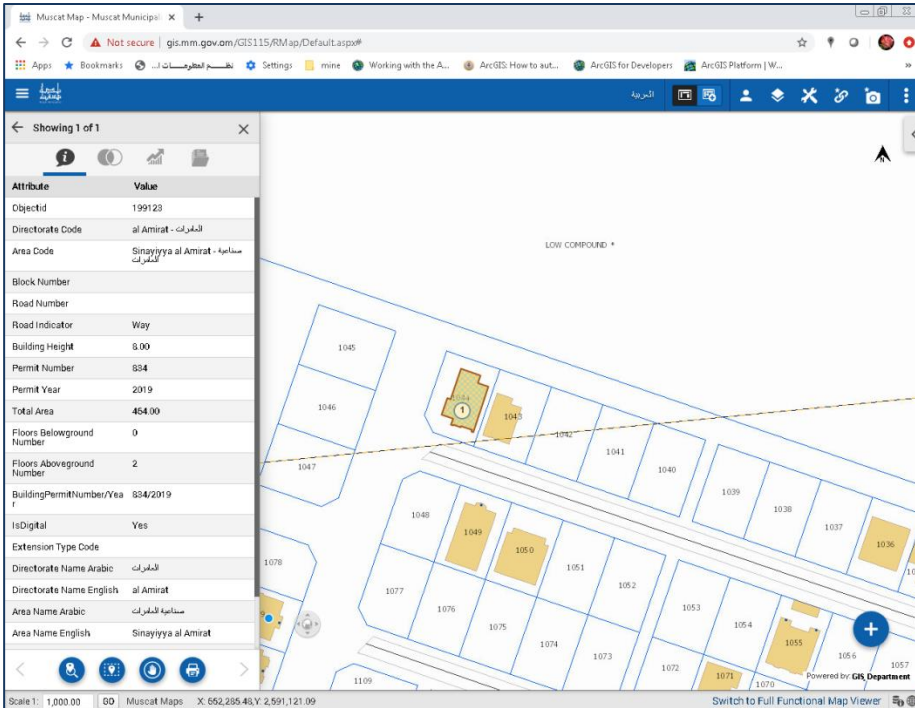 Muscat Map - Muscat Municipal
Not secure | gis.mm.gov.om/GIS115/RMap/Default.aspx#
Apps Bookmarks Settings mine Working with the A... ArcGIS: How to aut... ArcGIS for Developers ArcGIS Platform | W...
العربية
Showing 1 of 1
Attribute Value
Objectid 199123
Directorate Code al Amirat - العامرات
Area Code Sinayiyya al Amirat - صناعية
العامرات
Block Number
Road Number
Road Indicator Way
Building Height 8.00
Permit Number 834
Permit Year 2019
Total Area 454.00
Floors Belowground 0
Number
Floors Aboveground 2
Number
BuildingPermitNumber/Yea 834/2019
r
IsDigital Yes
Extension Type Code
Directorate Name Arabic العامرات
Directorate Name English al Amirat
Area Name Arabic صناعية العامرات
Area Name English Sinayiyya al Amirat
N
LOW COMPOUND *
1045
1046
1047
1044
1
1043
1042
1041
1040
1039
1038
1037
1036
1048
1049
1050
1051
1052
1053
1054
1055
1056
1057
1078
1077
1076
1075
1074
1073
1072
1071
1070
1109
Powered by: GIS_Department
Scale 1: 1,000.00 GO Muscat Maps X: 652,285.48,Y: 2,591,121.09 Switch to Full Functional Map Viewer